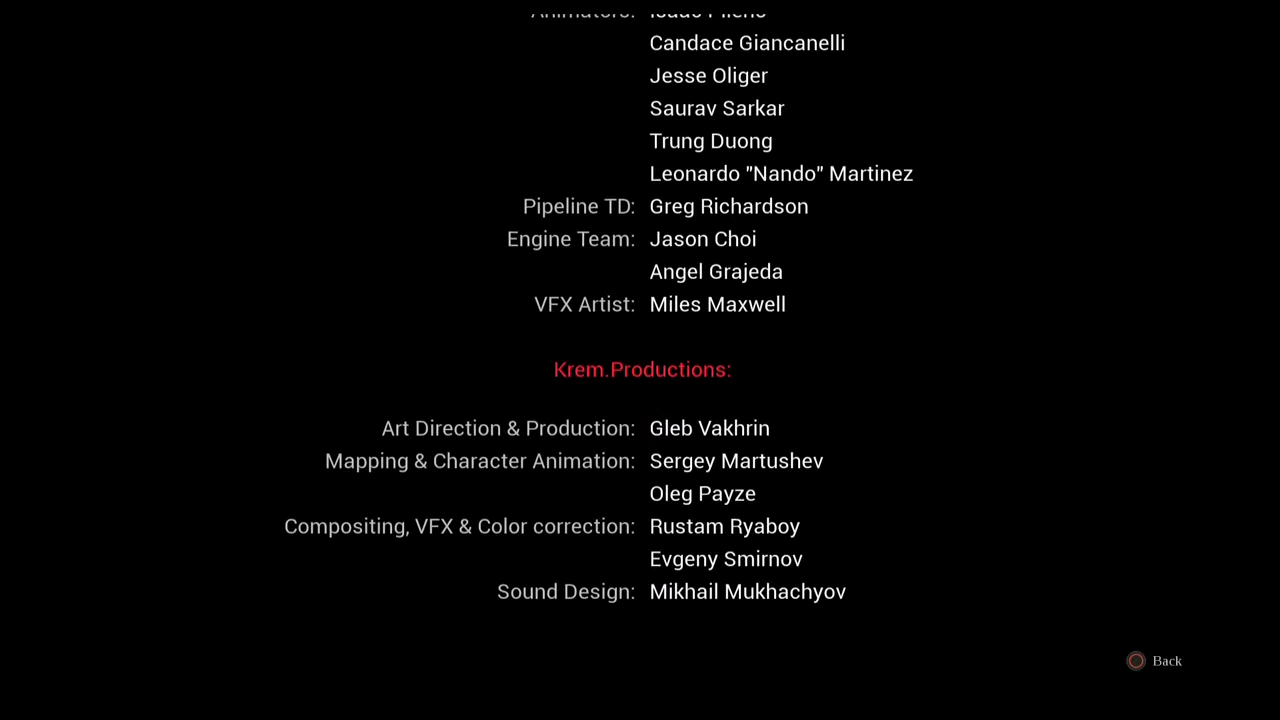 Candace Giancanelli
Jesse Oliger
Saurav Sarkar
Trung Duong
Leonardo "Nando" Martinez
Pipeline TD: Greg Richardson
Engine Team: Jason Choi
Angel Grajeda
VFX Artist: Miles Maxwell
Krem.Productions:
Art Direction & Production: Gleb Vakhrin
Mapping & Character Animation: Sergey Martushev
Oleg Payze
Compositing, VFX & Color correction: Rustam Ryaboy
Evgeny Smirnov
Sound Design: Mikhail Mukhachyov
Back